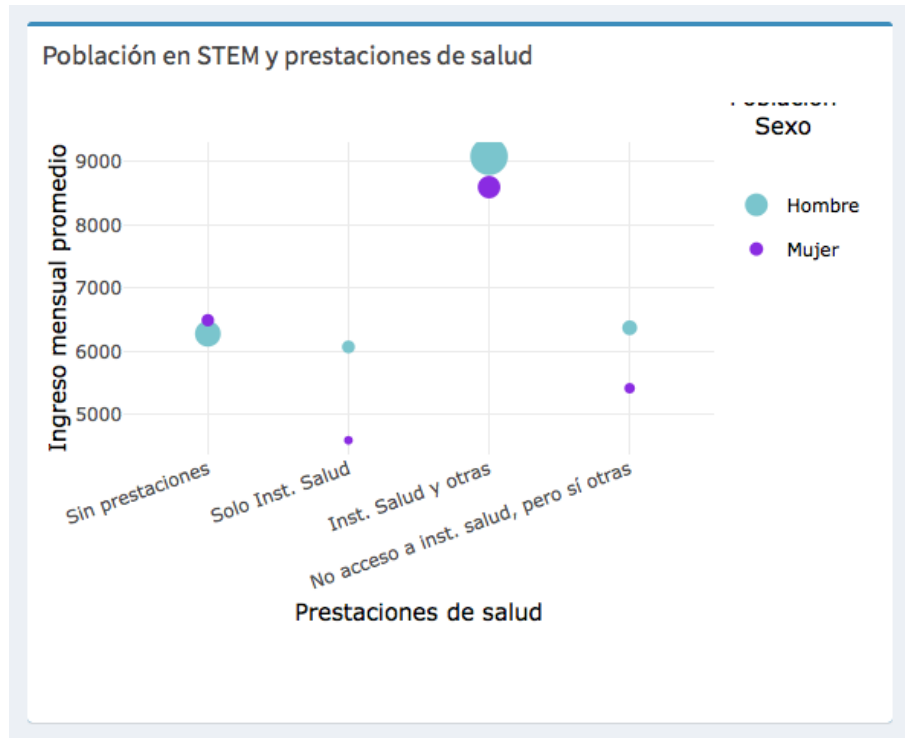 Población en STEM y prestaciones de salud
Sexo
Hombre
Mujer
Ingreso mensual promedio
9000
8000
7000
6000
5000
Sin prestaciones
Solo Inst. Salud
Inst. Salud y otras
No acceso a inst. salud, pero sí otras
Prestaciones de salud